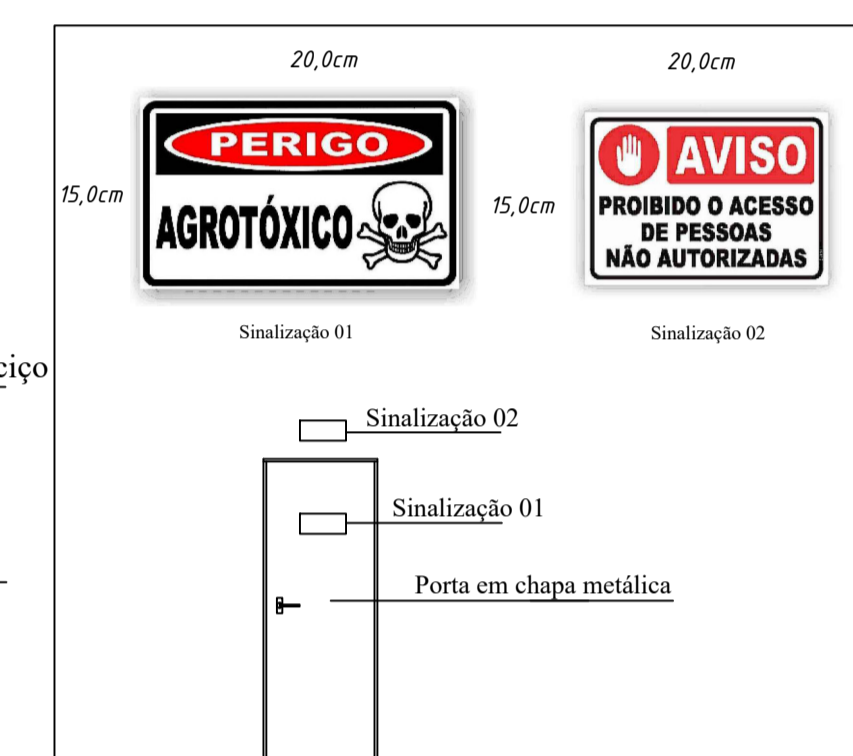 20,0cm
20,0cm
PERIGO
AGROTÓXICO
15,0cm
15,0cm
AVISO
PROIBIDO O ACESSO
DE PESSOAS
NÃO AUTORIZADAS
Sinalização 01
Sinalização 02
ciço
Sinalização 02
Sinalização 01
Porta em chapa metálica